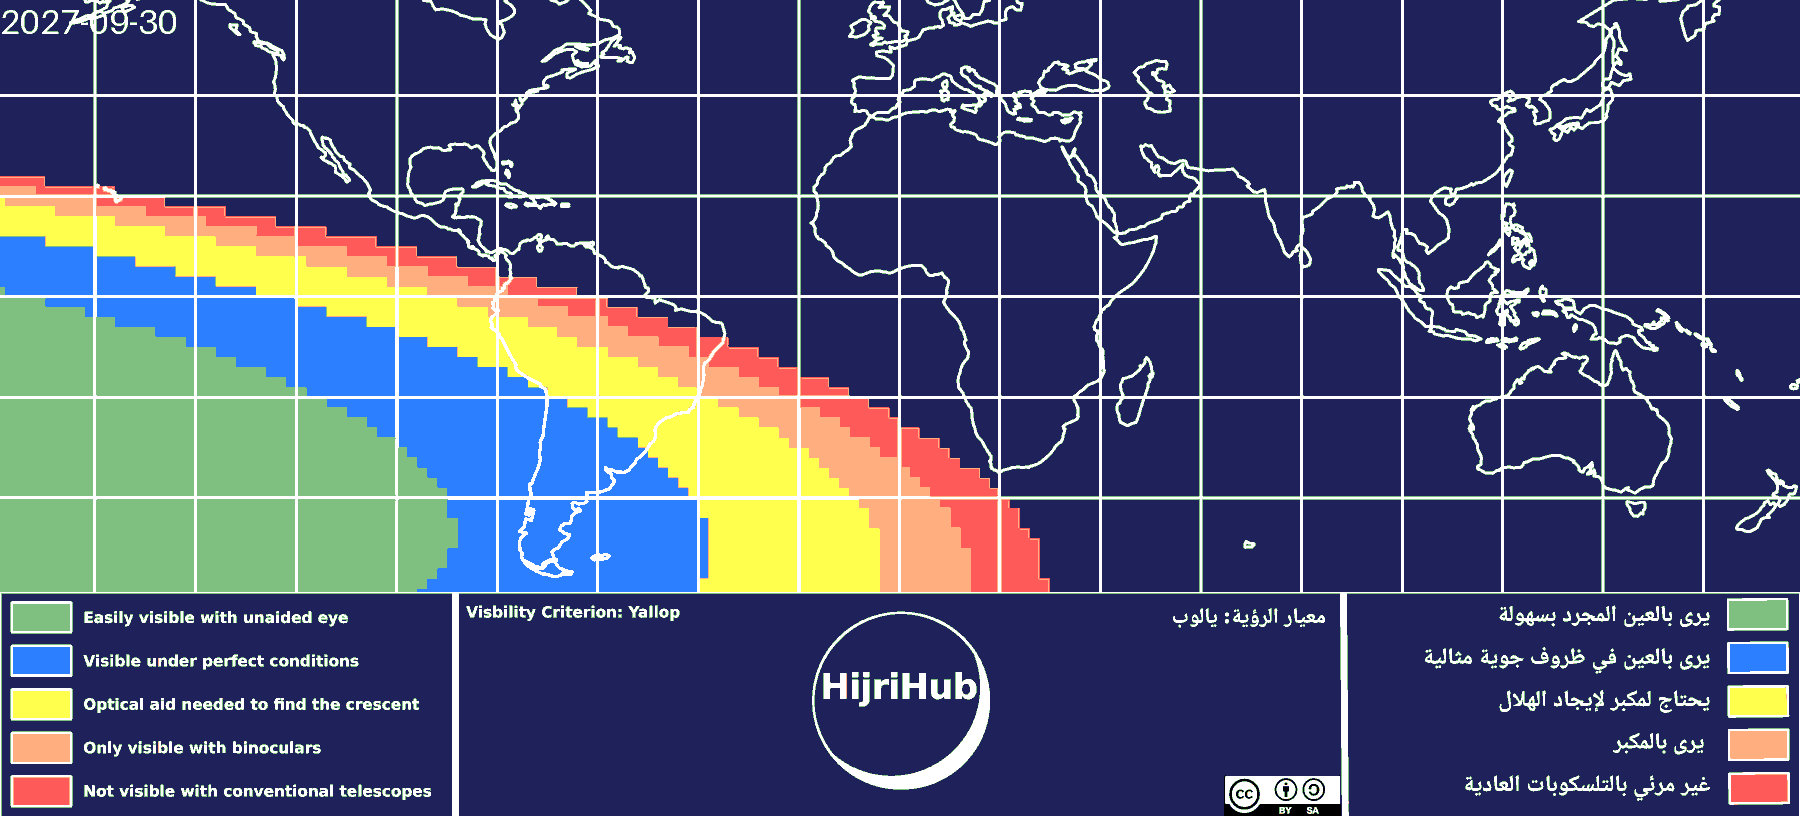 2027-09-30
Easily visible with unaided eye
Visible under perfect conditions
Optical aid needed to find the crescent
Only visible with binoculars
Not visible with conventional telescopes
Visbility Criterion: Yallop
معيار الرؤية: يالوب
HijriHub
cc
BY SA
يرى بالعين المجرد بسهولة
يرى بالعين في ظروف جوية مثالية
يحتاج لمكبر لإيجاد الهلال
يرى بالمكبر
غير مرئي بالتلسكوبات العادية